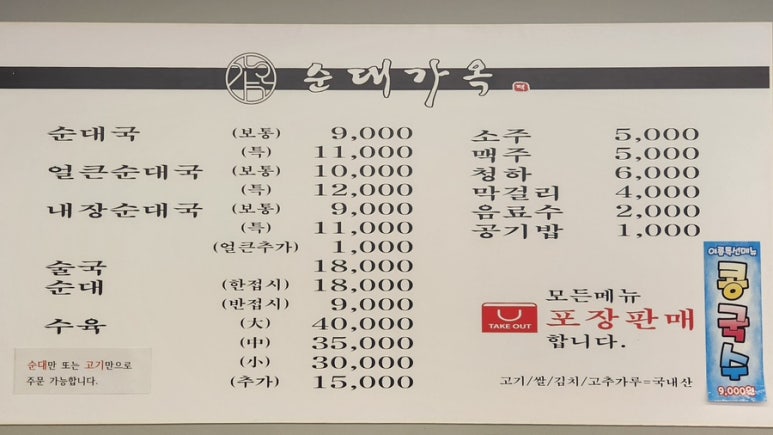 순대가옥
순대국 (보통) 9,000
(특) 11,000
얼큰순대국 (보통) 10,000
(특) 12,000
내장순대국 (보통) 9,000
(특) 11,000
(얼큰추가) 1,000
술국 18,000
순대 (한접시) 18,000
(반접시) 9,000
수육 (大) 40,000
(中) 35,000
(小) 30,000
(추가) 15,000
순대만 또는 고기만으로
주문 가능합니다.
소주 5,000
맥주 5,000
청하 6,000
막걸리 4,000
음료수 2,000
공기밥 1,000
TAKE OUT
모든메뉴
포장판매
합니다.
고기/쌀/김치/고추가루=국내산
여름특선메뉴
콩국수
9,000원